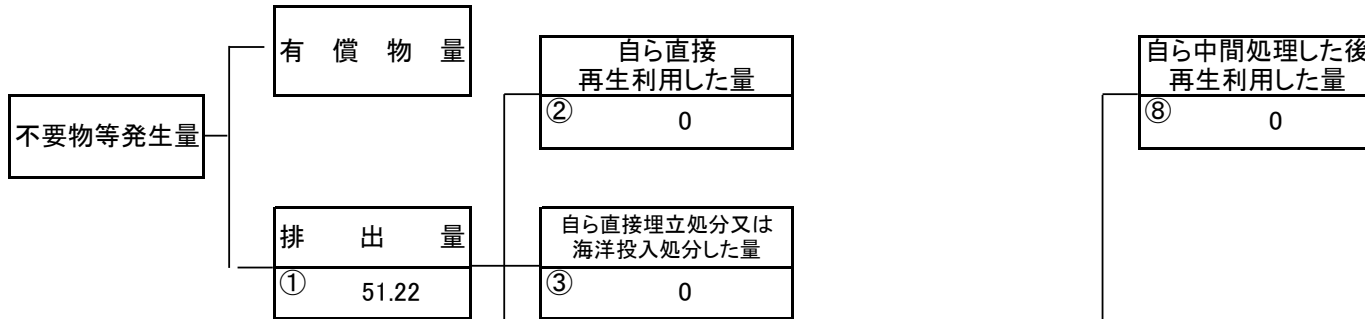 有償物量
自ら直接
再生利用した量
②
0
自ら中間処理した後
再生利用した量
⑧
0
不要物等発生量
排出量
①
51.22
自ら直接埋立処分又は
海洋投入処分した量
③
0